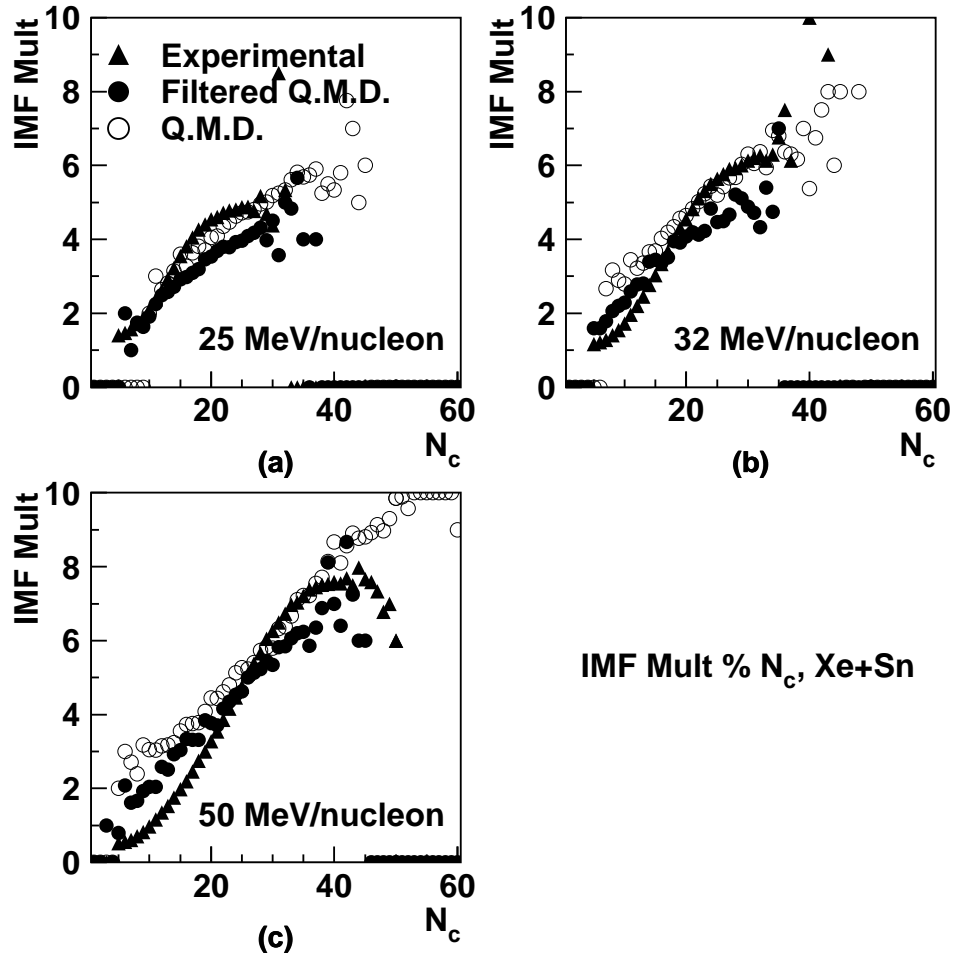 IMF Mult
10
8
6
4
2
0
Experimental
Filtered Q.M.D.
Q.M.D.
25 MeV/nucleon
20
40
60
N_c
(a)
IMF Mult
10
8
6
4
2
0
32 MeV/nucleon
20
40
60
N_c
(b)
IMF Mult
10
8
6
4
2
0
50 MeV/nucleon
20
40
60
N_c
(c)
IMF Mult % N_c, Xe+Sn